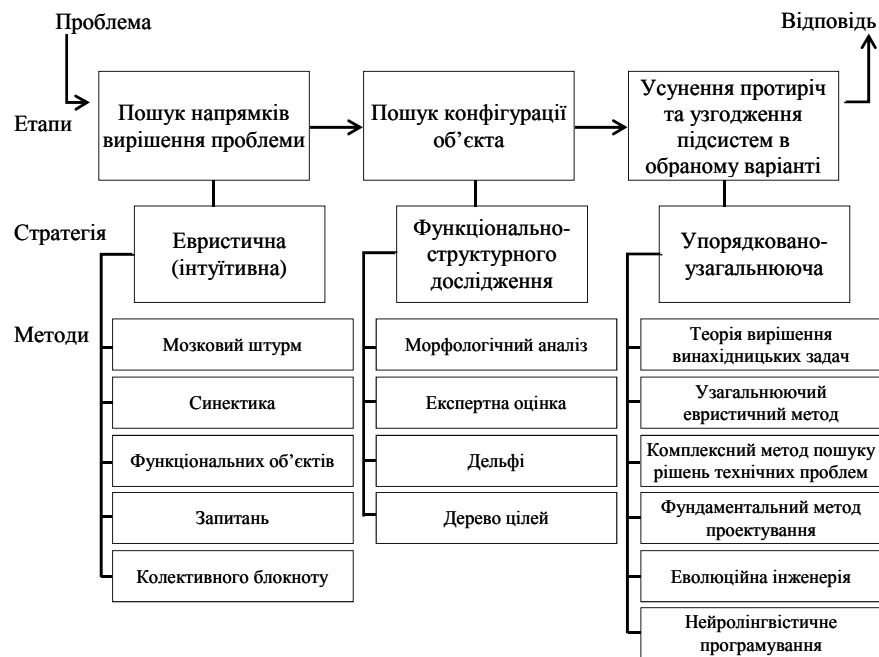 Проблема
Відповідь
Етапи
Пошук напрямків
вирішення проблеми
Пошук конфігурації
об’єкта
Усунення протиріч
та узгодження
підсистем в
обраному варіанті
Стратегія
Евристична
(інтуїтивна)
Функціонально-
структурного
дослідження
Упорядковано-
узагальнююча
Методи
Мозковий штурм
Синектика
Функціональних об’єктів
Запитань
Колективного блокноту
Морфологічний аналіз
Експертна оцінка
Дельфі
Дерево цілей
Теорія вирішення
винахідницьких задач
Узагальнюючий
евристичний метод
Комплексний метод пошуку
рішень технічних проблем
Фундаментальний метод
проектування
Еволюційна інженерія
Нейролінгвістичне
програмування